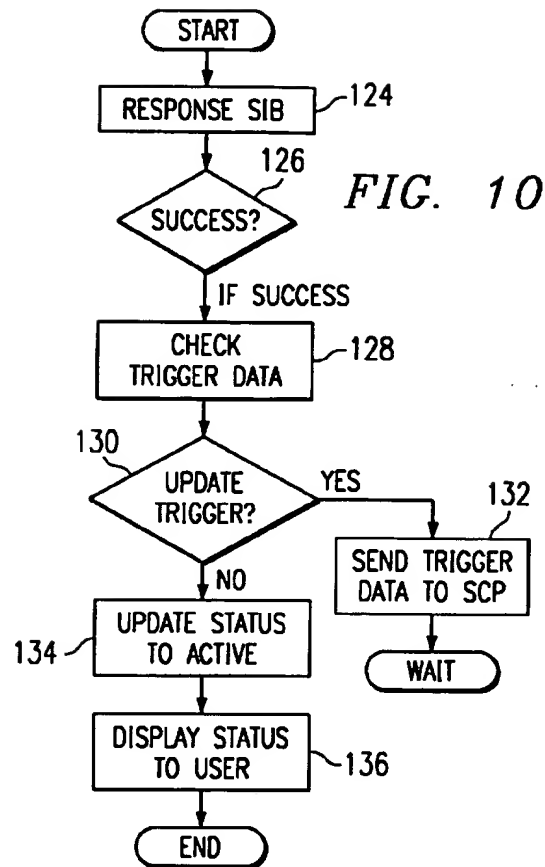 START
RESPONSE SIB
124
126
SUCCESS?
FIG. 10
IF SUCCESS
CHECK
TRIGGER DATA
128
130
UPDATE
TRIGGER?
YES
132
SEND TRIGGER
DATA TO SCP
WAIT
NO
UPDATE STATUS
TO ACTIVE
134
DISPLAY STATUS
TO USER
136
END